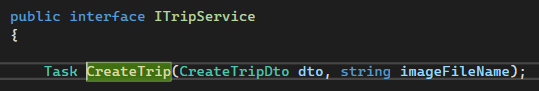 public interface ITripService
{
Task CreateTrip(CreateTripDto dto, string imageFileName);